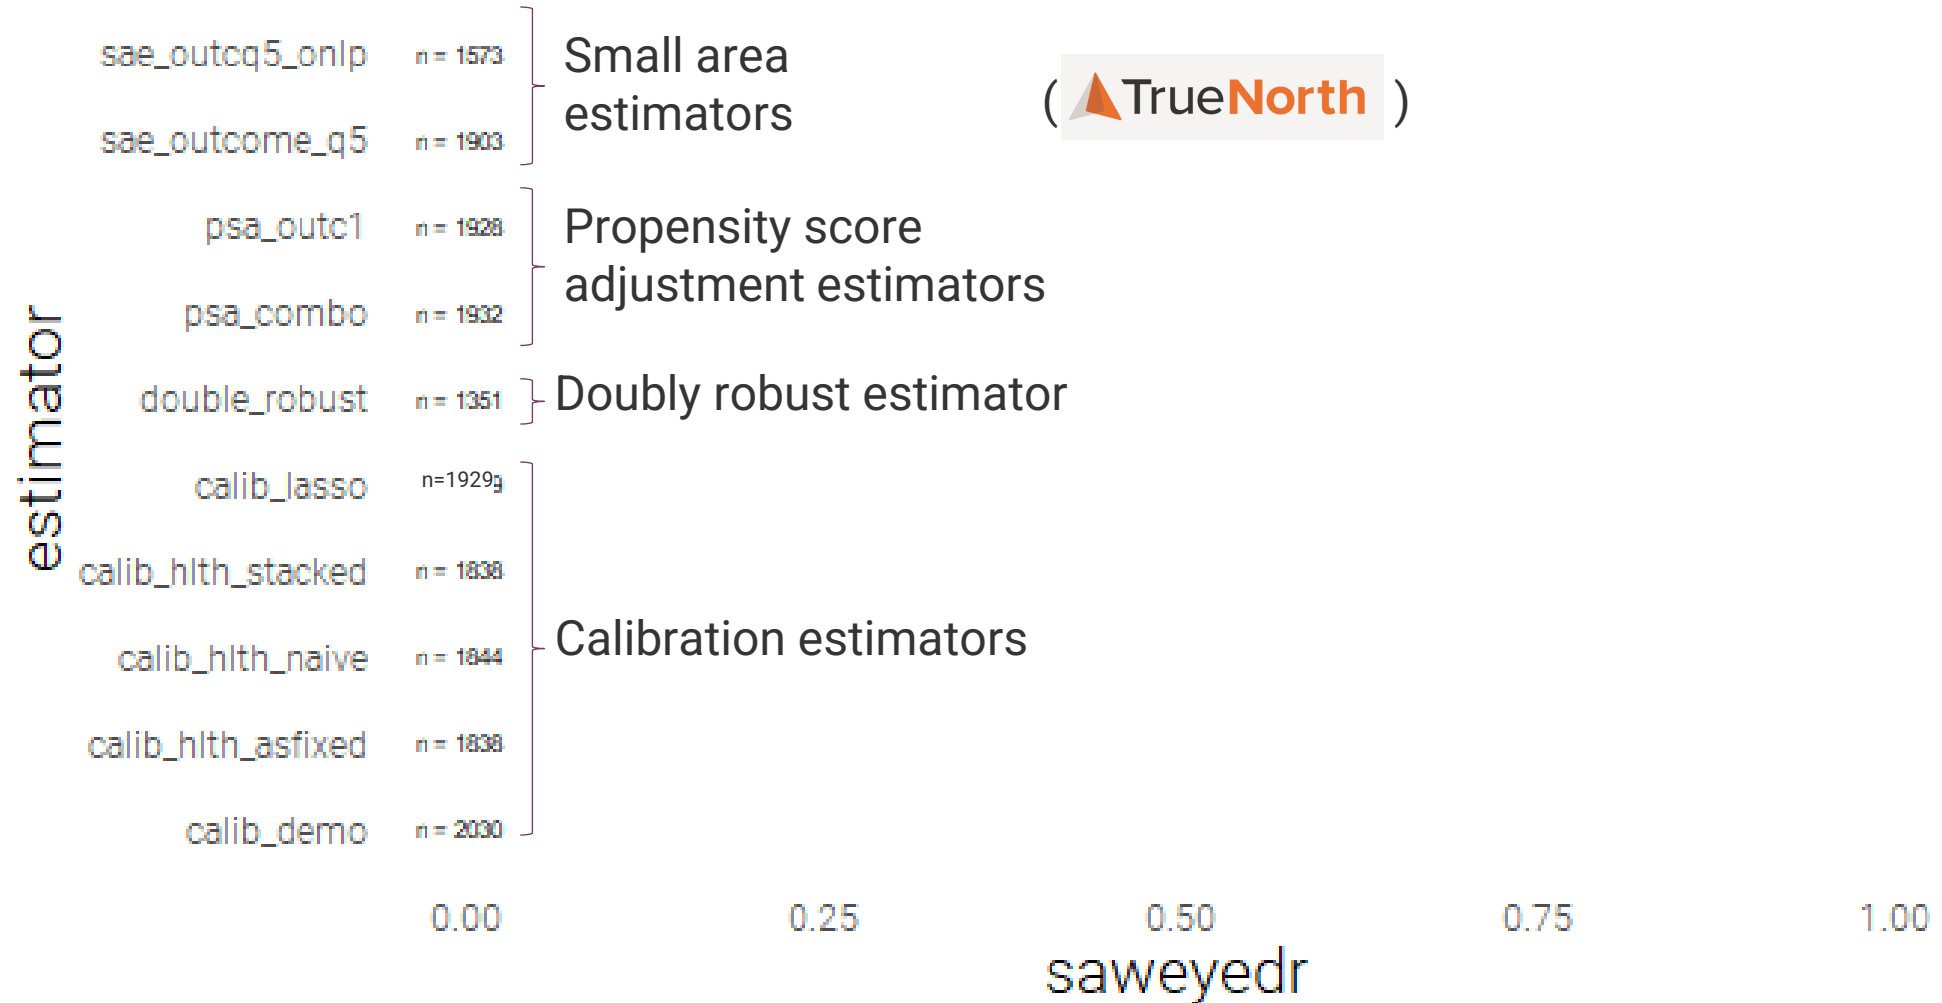 sae_outcq5_onlp n = 1573
Small area
estimators
( TrueNorth )
sae_outcome_q5 n = 1903
psa_outc1 n = 1928
Propensity score
adjustment estimators
psa_combo n = 1932
double_robust n = 1351
Doubly robust estimator
calib_lasso n=1929
calib_hlth_stacked n = 1838
calib_hlth_naive n = 1844
Calibration estimators
calib_hlth_asfixed n = 1838
calib_demo n = 2030
estimator
0.00 0.25 0.50 0.75 1.00
saweyedr